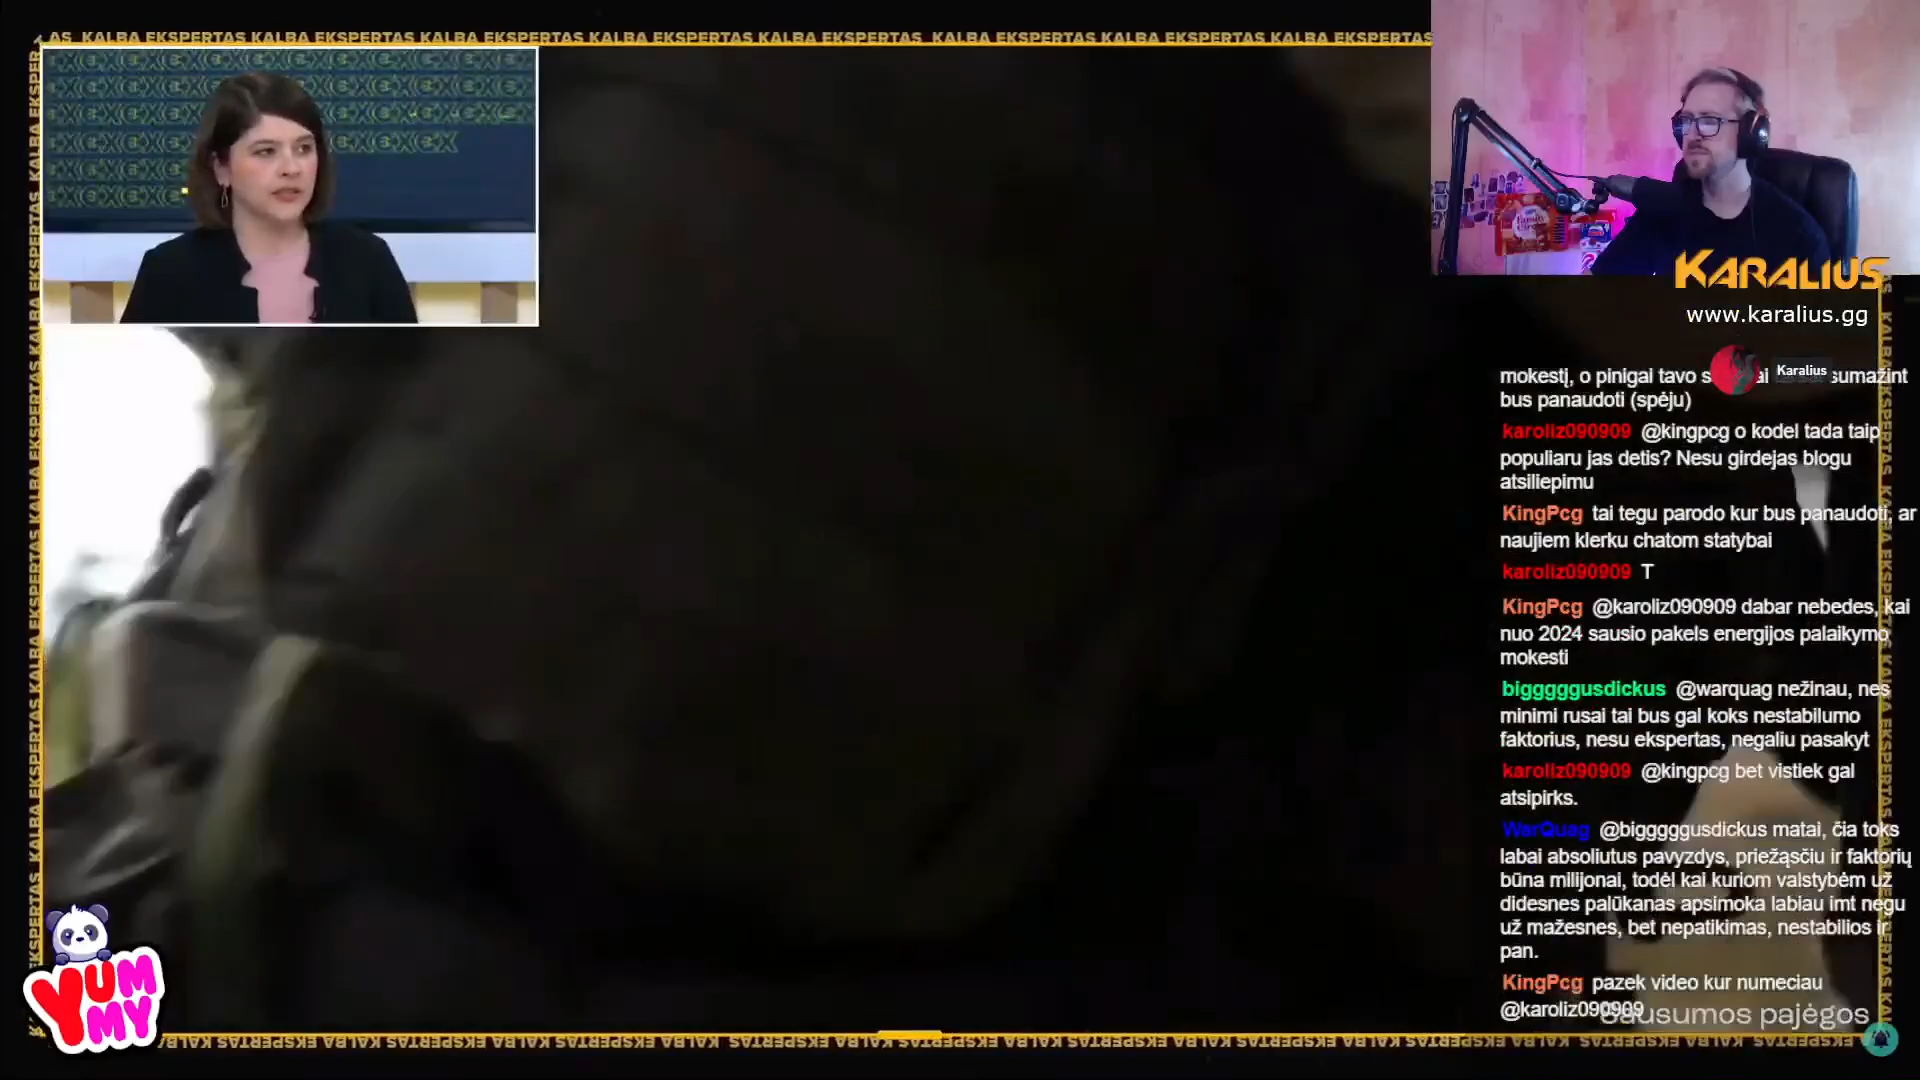 AS KALBA EKSPERTAS KALBA EKSPERTAS KALBA EKSPERTAS KALBA EKSPERTAS KALBA EKSPERTAS KALBA EKSPERTAS KALBA EKSPERTAS KALBA EKSPERTAS
KARALIUS
www.karalius.gg
Karalius
mokestį, o pinigai tavo sumažint
bus panaudoti (spėju)
karoliz090909 @kingpcg o kodel tada taip
populiaru jas detis? Nesu girdejas blogu
atsiliepimu
KingPcg tai tegu parodo kur bus panaudoti, ar
naujiem klerku chatom statybai
karoliz090909 T
KingPcg @karoliz090909 dabar nebedes, kai
nuo 2024 sausio pakels energijos palaikymo
mokesti
bigggggusdickus @warquag nežinau, nes
minimi rusai tai bus gal koks nestabilumo
faktorius, nesu ekspertas, negaliu pasakyt
karoliz090909 @kingpcg bet vistiek gal
atsipirks.
WarQuag @bigggggusdickus matai, čia toks
labai absoliutus pavyzdys, priežąsčiu ir faktorių
būna milijonai, todėl kai kuriom valstybėm už
didesnes palūkanas apsimoka labiau imt negu
už mažesnes, bet nepatikimas, nestabilios ir
pan.
KingPcg pazek video kur numeciau
@karoliz090909
Sausumos pajėgos
YUM
MY